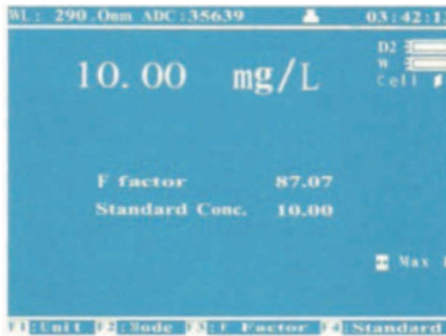 WL: 290.0nm ADC:35639 03:42:1
D2
10.00 mg/L
W
Cell
F factor 87.07
Standard Conc. 10.00
Max
F1:Unit F2:Mode F3:F Factor F4:Standard